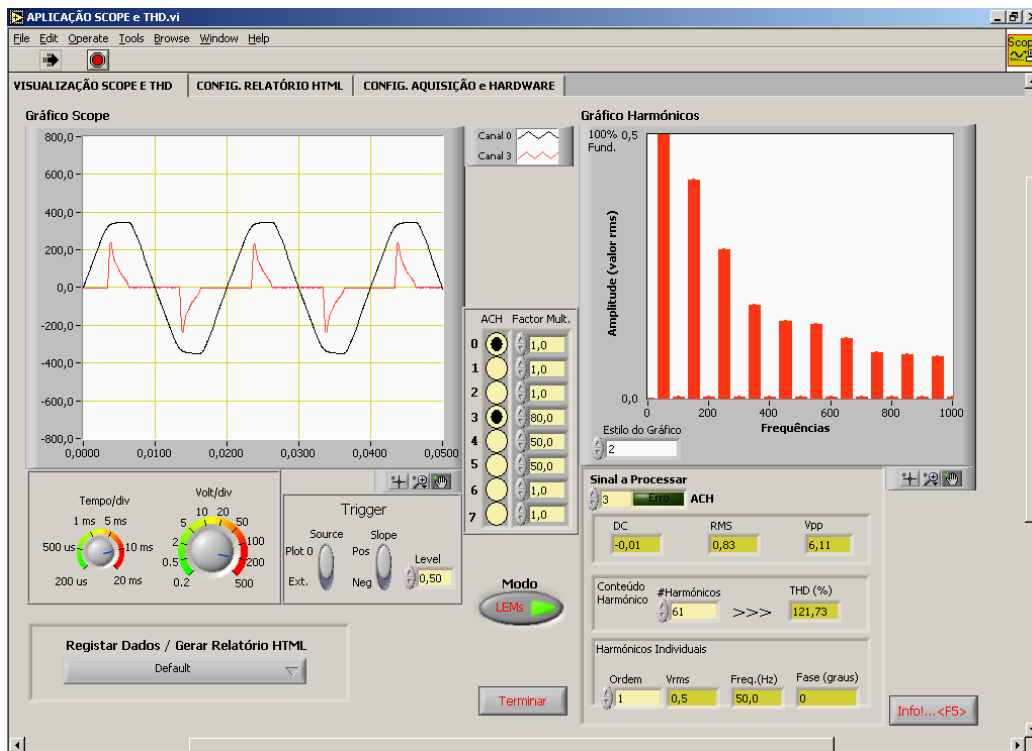 APLICAÇÃO SCOPE e THD.vi
File Edit Operate Tools Browse Window Help
Scop
VISUALIZAÇÃO SCOPE E THD CONFIG. RELATÓRIO HTML CONFIG. AQUISIÇÃO e HARDWARE
Gráfico Scope
800,0
600,0
400,0
200,0
0,0
-200,0
-400,0
-600,0
-800,0
0,0000 0,0100 0,0200 0,0300 0,0400 0,0500
Canal 0
Canal 3
Gráfico Harmónicos
100% 0,5
Fund.
Amplitude (valor rms)
0,0
0 200 400 600 800 1000
Frequências
Estilo do Gráfico
2
ACH Factor Mult.
0 1,0
1 1,0
2 1,0
3 80,0
4 50,0
5 50,0
6 1,0
7 1,0
Tempo/div
1 ms 5 ms
500 us 10 ms
200 us 20 ms
Volt/div
10 20
5 50
2 100
0.5 200
0.2 500
Trigger
Source Slope
Plot 0 Pos Level
Ext. Neg 0,50
Modo
LEMs
Registar Dados / Gerar Relatório HTML
Default
Terminar
Sinal a Processar
3 Erro ACH
DC RMS Vpp
-0,01 0,83 6,11
Conteúdo
Harmónico
#Harmónicos THD (%)
61 >>> 121,73
Harmónicos Individuais
Ordem Vrms Freq.(Hz) Fase (graus)
1 0,5 50,0 0
Info!...<F5>